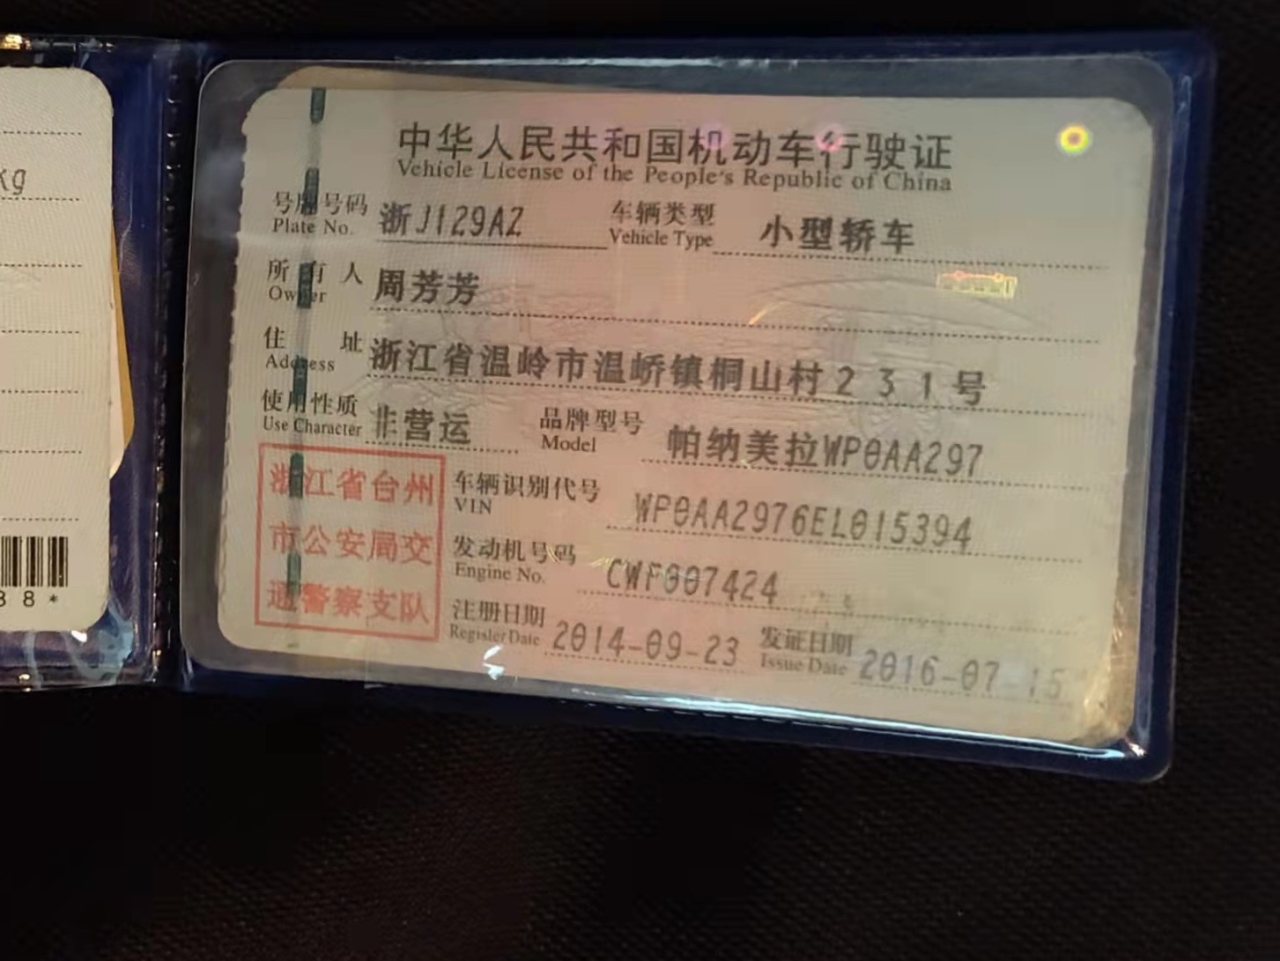 kg
88*
中华人民共和国机动车行驶证
Vehicle License of the People's Republic of China
号牌号码 浙J129AZ 车辆类型 小型轿车
Plate No. Vehicle Type
所有人 周芳芳
Owner
住址 浙江省温岭市温峤镇桐山村231号
Address
使用性质 非营运 品牌型号 帕纳美拉WP0AA297
Use Character Model
浙江省台州
市公安局交
通警察支队
车辆识别代号 WP0AA2976EL015394
VIN
发动机号码 CWF007424
Engine No.
注册日期 2014-09-23 发证日期 2016-07-15
Register Date Issue Date